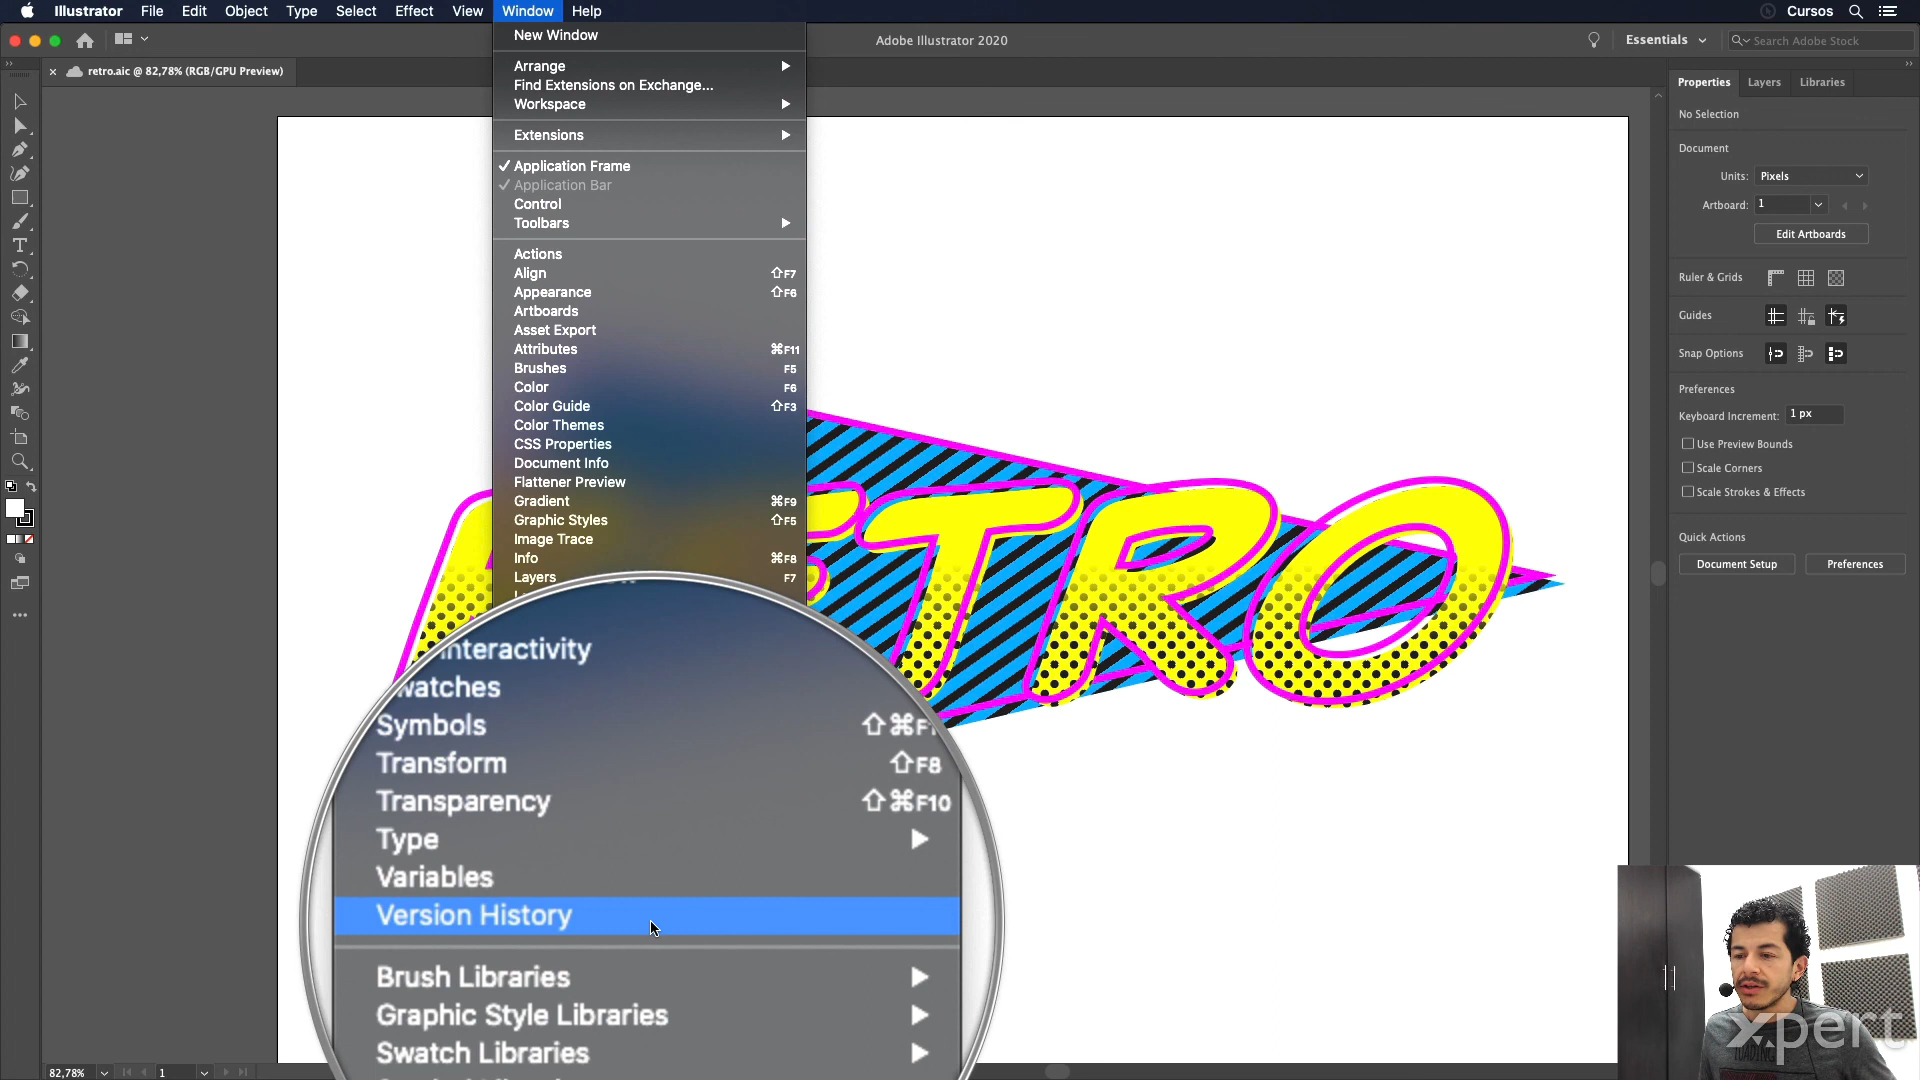 Illustrator File Edit Object Type Select Effect View Window Help Cursos
Adobe Illustrator 2020 Essentials Search Adobe Stock
retro.aic @ 82,78% (RGB/GPU Preview)
New Window
Arrange
Find Extensions on Exchange...
Workspace
Extensions
Application Frame
Application Bar
Control
Toolbars
Actions
Align ⇧F7
Appearance ⇧F6
Artboards
Asset Export
Attributes ⌘F11
Brushes F5
Color F6
Color Guide ⇧F3
Color Themes
CSS Properties
Document Info
Flattener Preview
Gradient ⌘F9
Graphic Styles ⇧F5
Image Trace
Info ⌘F8
Layers F7
Interactivity
Swatches
Symbols
Transform ⇧F8
Transparency ⇧⌘F10
Type
Variables
Version History
Brush Libraries
Graphic Style Libraries
Swatch Libraries
Properties Layers Libraries
No Selection
Document
Units: Pixels
Artboard: 1
Edit Artboards
Ruler & Grids
Guides
Snap Options
Preferences
Keyboard Increment: 1 px
Use Preview Bounds
Scale Corners
Scale Strokes & Effects
Quick Actions
Document Setup Preferences
TRO
xpert
82,78% 1